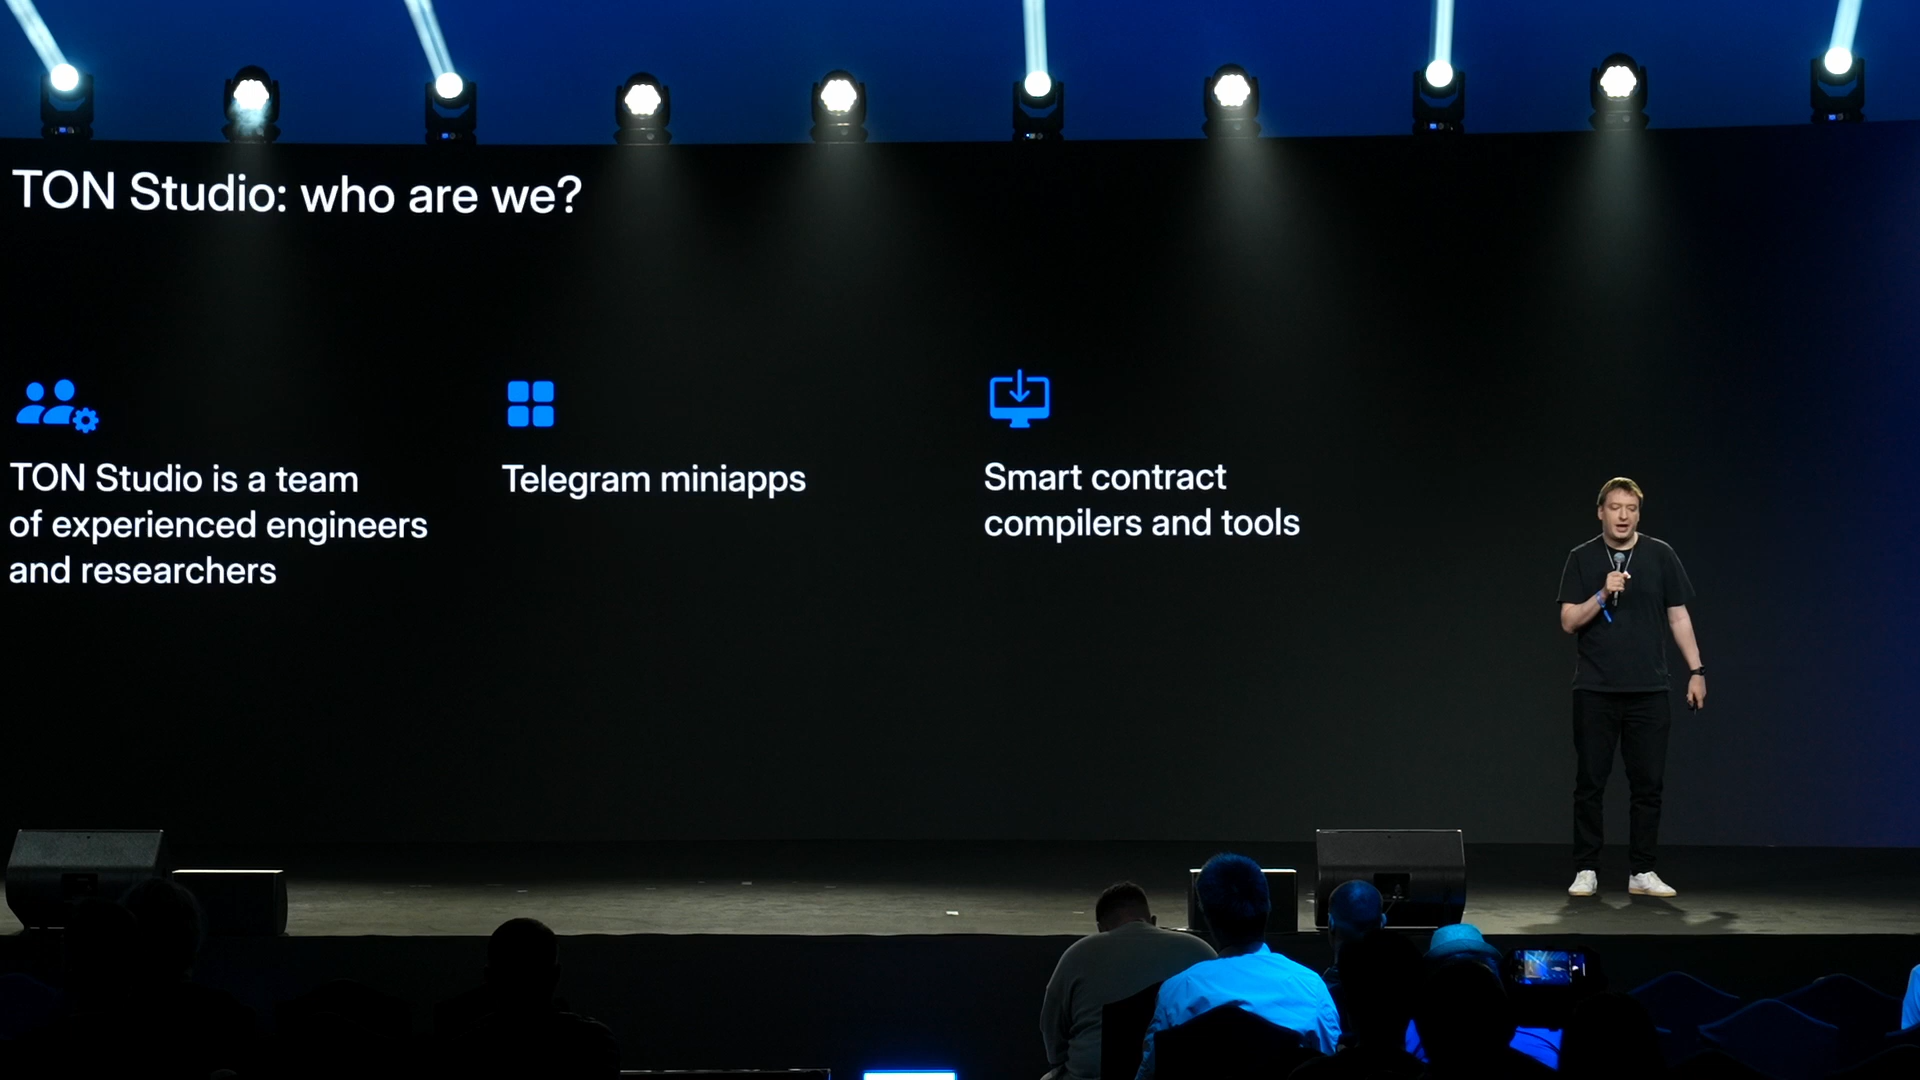 TON Studio: who are we?
TON Studio is a team
of experienced engineers
and researchers
Telegram miniapps
Smart contract
compilers and tools